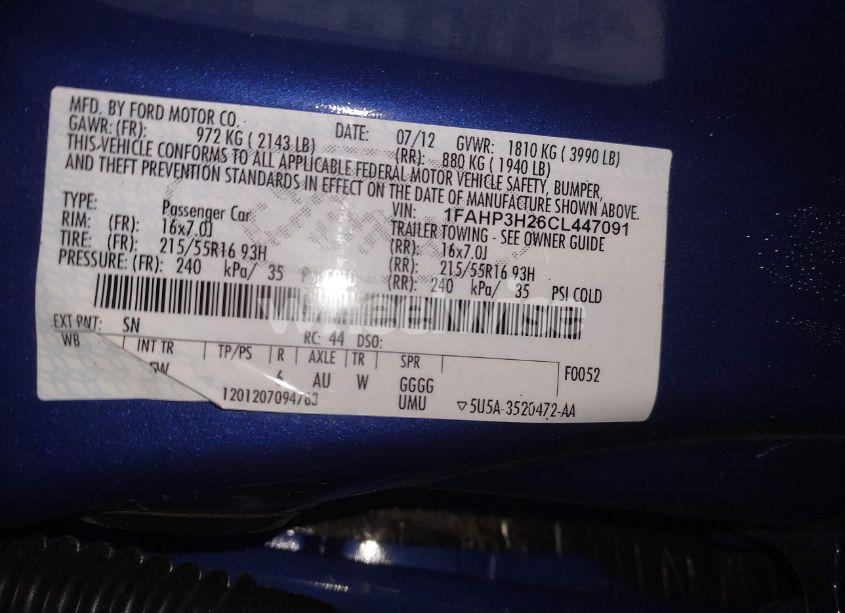 MFD. BY FORD MOTOR CO.
DATE: 07/12 GVWR: 1810 KG ( 3990 LB)
GAWR: (FR): 972 KG ( 2143 LB) (RR): 880 KG ( 1940 LB)
THIS VEHICLE CONFORMS TO ALL APPLICABLE FEDERAL MOTOR VEHICLE SAFETY, BUMPER,
AND THEFT PREVENTION STANDARDS IN EFFECT ON THE DATE OF MANUFACTURE SHOWN ABOVE.
TYPE: Passenger Car VIN: 1FAHP3H26CL447091
TRAILER TOWING - SEE OWNER GUIDE
RIM: (FR) 16x7.0J (RR): 16x7.0J
TIRE: (FR) 215/55R16 93H (RR): 215/55R16 93H
PRESSURE: (FR) 240 kPa/ 35 PSI COLD (RR): 240 kPa/ 35 PSI COLD
EXT PNT: SN
RC: 44 DSO:
WB INT TR TP/PS R AXLE TR SPR F0052
6 AU W GGGG
1201207094763 UMU ▽5U5A-3520472-AA